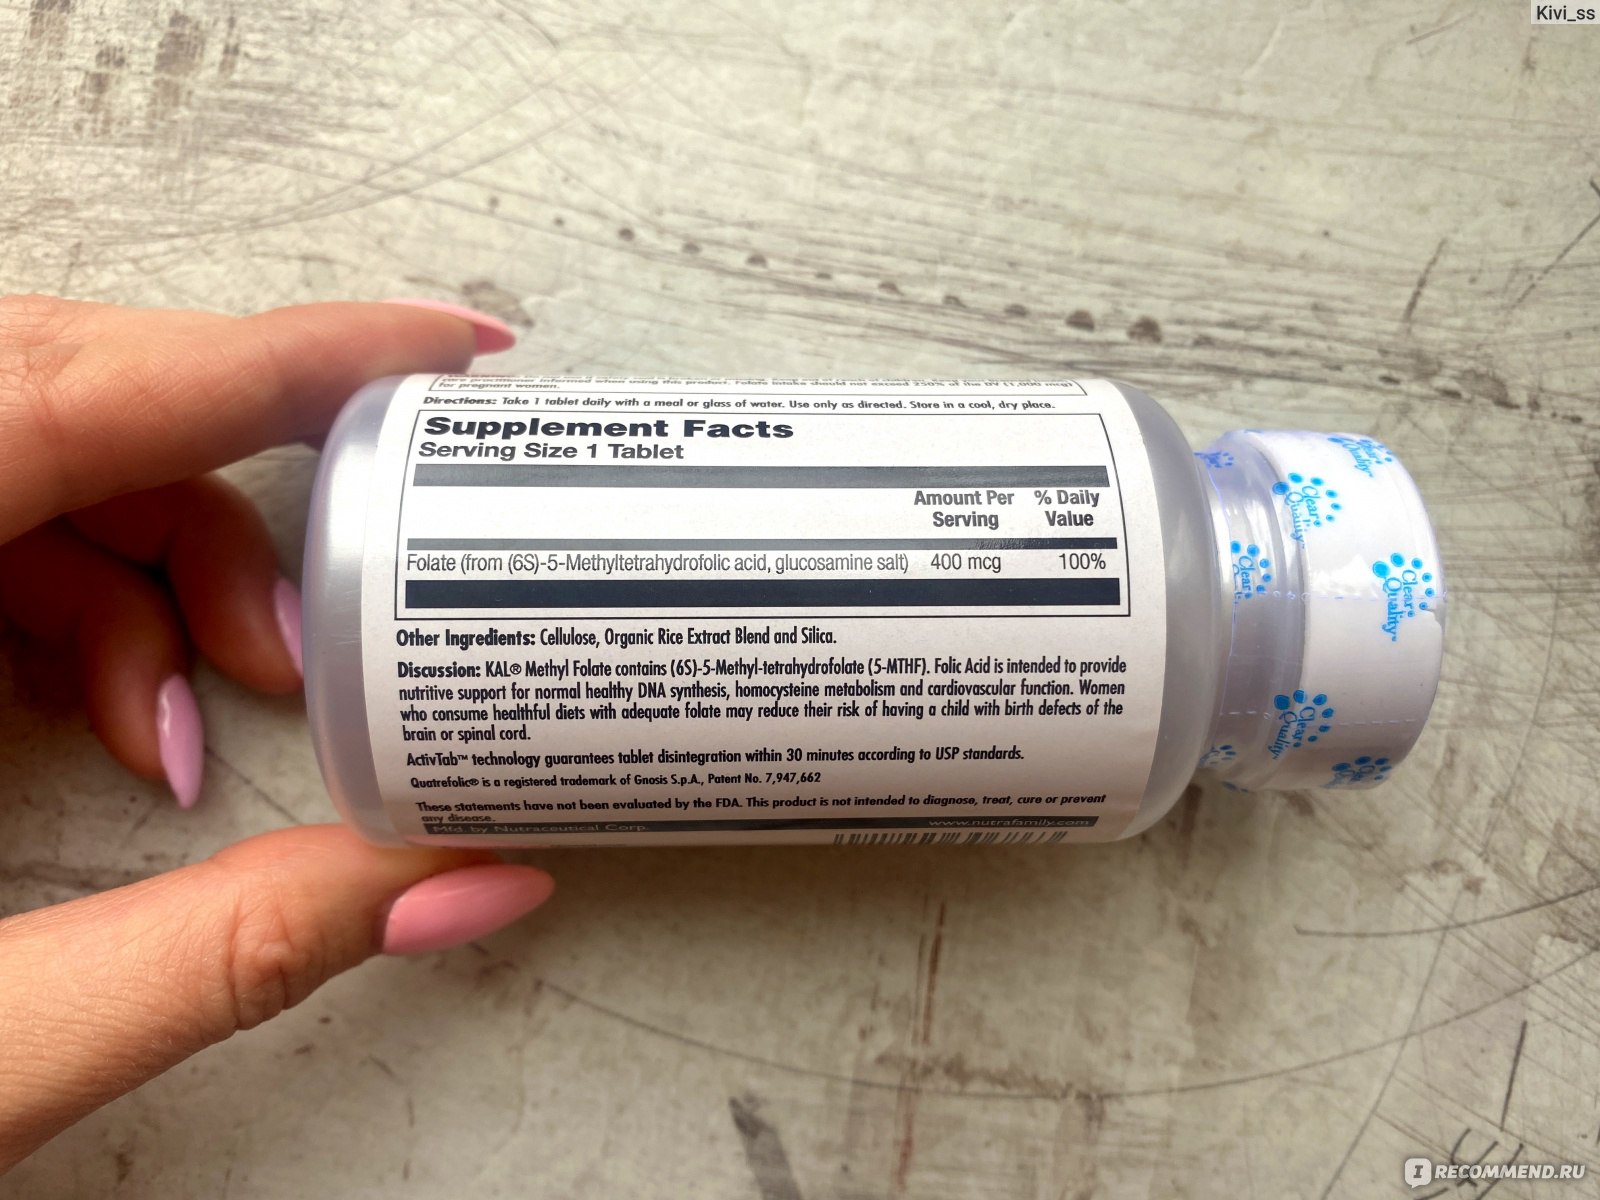 Kivi_ss
care practitioner informed when using this product. Folate intake should not exceed 250% of the DV (1,000 mcg)
for pregnant women.
Directions: Take 1 tablet daily with a meal or glass of water. Use only as directed. Store in a cool, dry place.
Supplement Facts
Serving Size 1 Tablet
Amount Per Serving
% Daily Value
Folate (from (6S)-5-Methyltetrahydrofolic acid, glucosamine salt) 400 mcg 100%
Other Ingredients: Cellulose, Organic Rice Extract Blend and Silica.
Discussion: KAL® Methyl Folate contains (6S)-5-Methyl-tetrahydrofolate (5-MTHF). Folic Acid is intended to provide
nutritive support for normal healthy DNA synthesis, homocysteine metabolism and cardiovascular function. Women
who consume healthful diets with adequate folate may reduce their risk of having a child with birth defects of the
brain or spinal cord.
ActivTab™ technology guarantees tablet disintegration within 30 minutes according to USP standards.
Quatrefolic® is a registered trademark of Gnosis S.p.A., Patent No. 7,947,662
These statements have not been evaluated by the FDA. This product is not intended to diagnose, treat, cure or prevent
any disease.
Mfd. by Nutraceutical Corp. www.nutrafamily.com
Clear Quality™
Clear Quality™
Clear Quality™
Clear Quality™
IRECOMMEND.RU